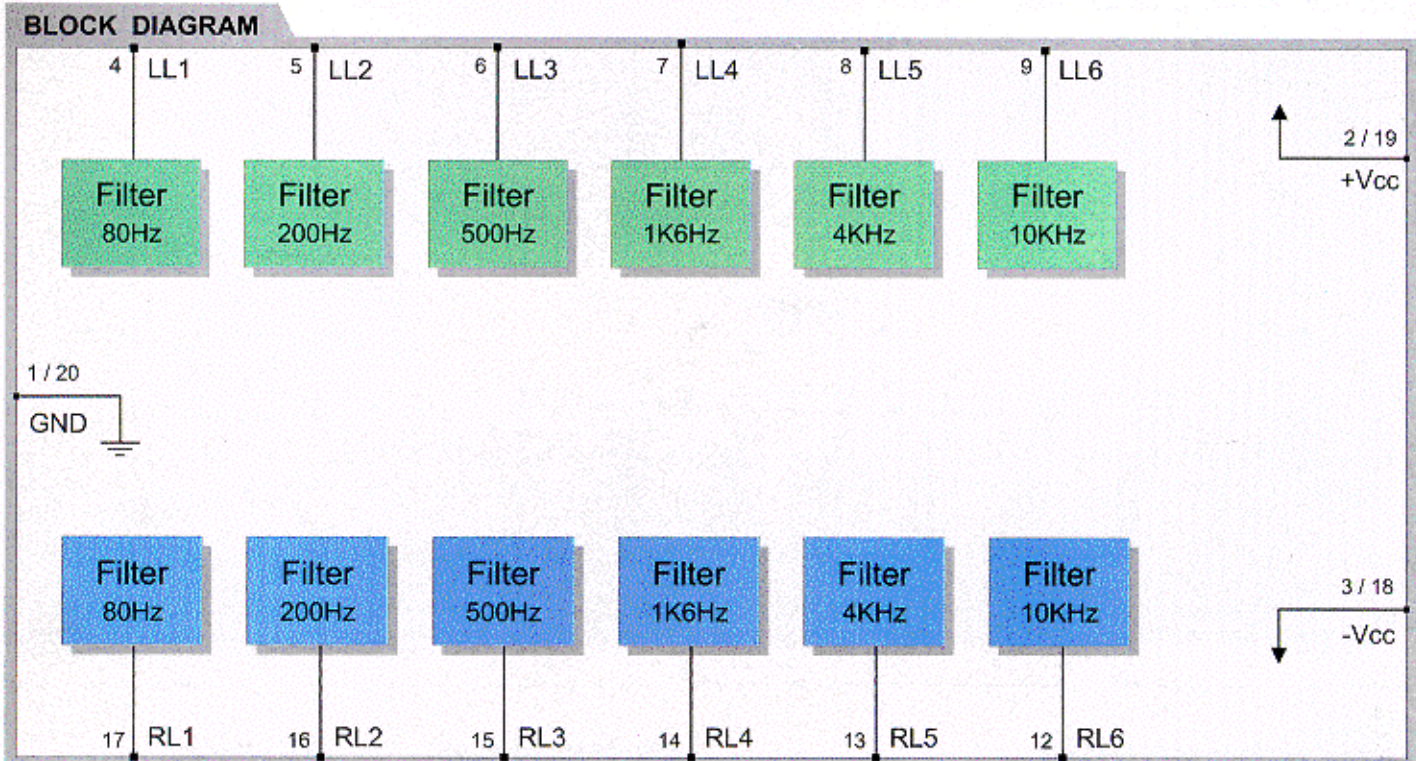 BLOCK DIAGRAM
4 LL1 5 LL2 6 LL3 7 LL4 8 LL5 9 LL6
2 / 19
+Vcc
Filter Filter Filter Filter Filter Filter
80Hz 200Hz 500Hz 1K6Hz 4KHz 10KHz
1 / 20
GND
Filter Filter Filter Filter Filter Filter
80Hz 200Hz 500Hz 1K6Hz 4KHz 10KHz
3 / 18
-Vcc
17 RL1 16 RL2 15 RL3 14 RL4 13 RL5 12 RL6